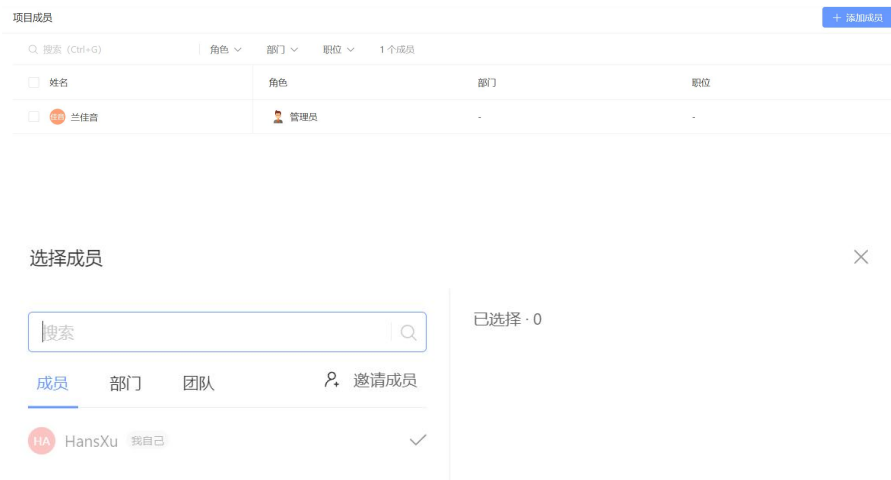 项目成员
+ 添加成员
搜索（Ctrl+G） 角色 部门 职位 1 个成员
姓名 角色 部门 职位
兰佳音 管理员 - -
选择成员
搜索
已选择 · 0
成员 部门 团队 邀请成员
HA HansXu 我自己